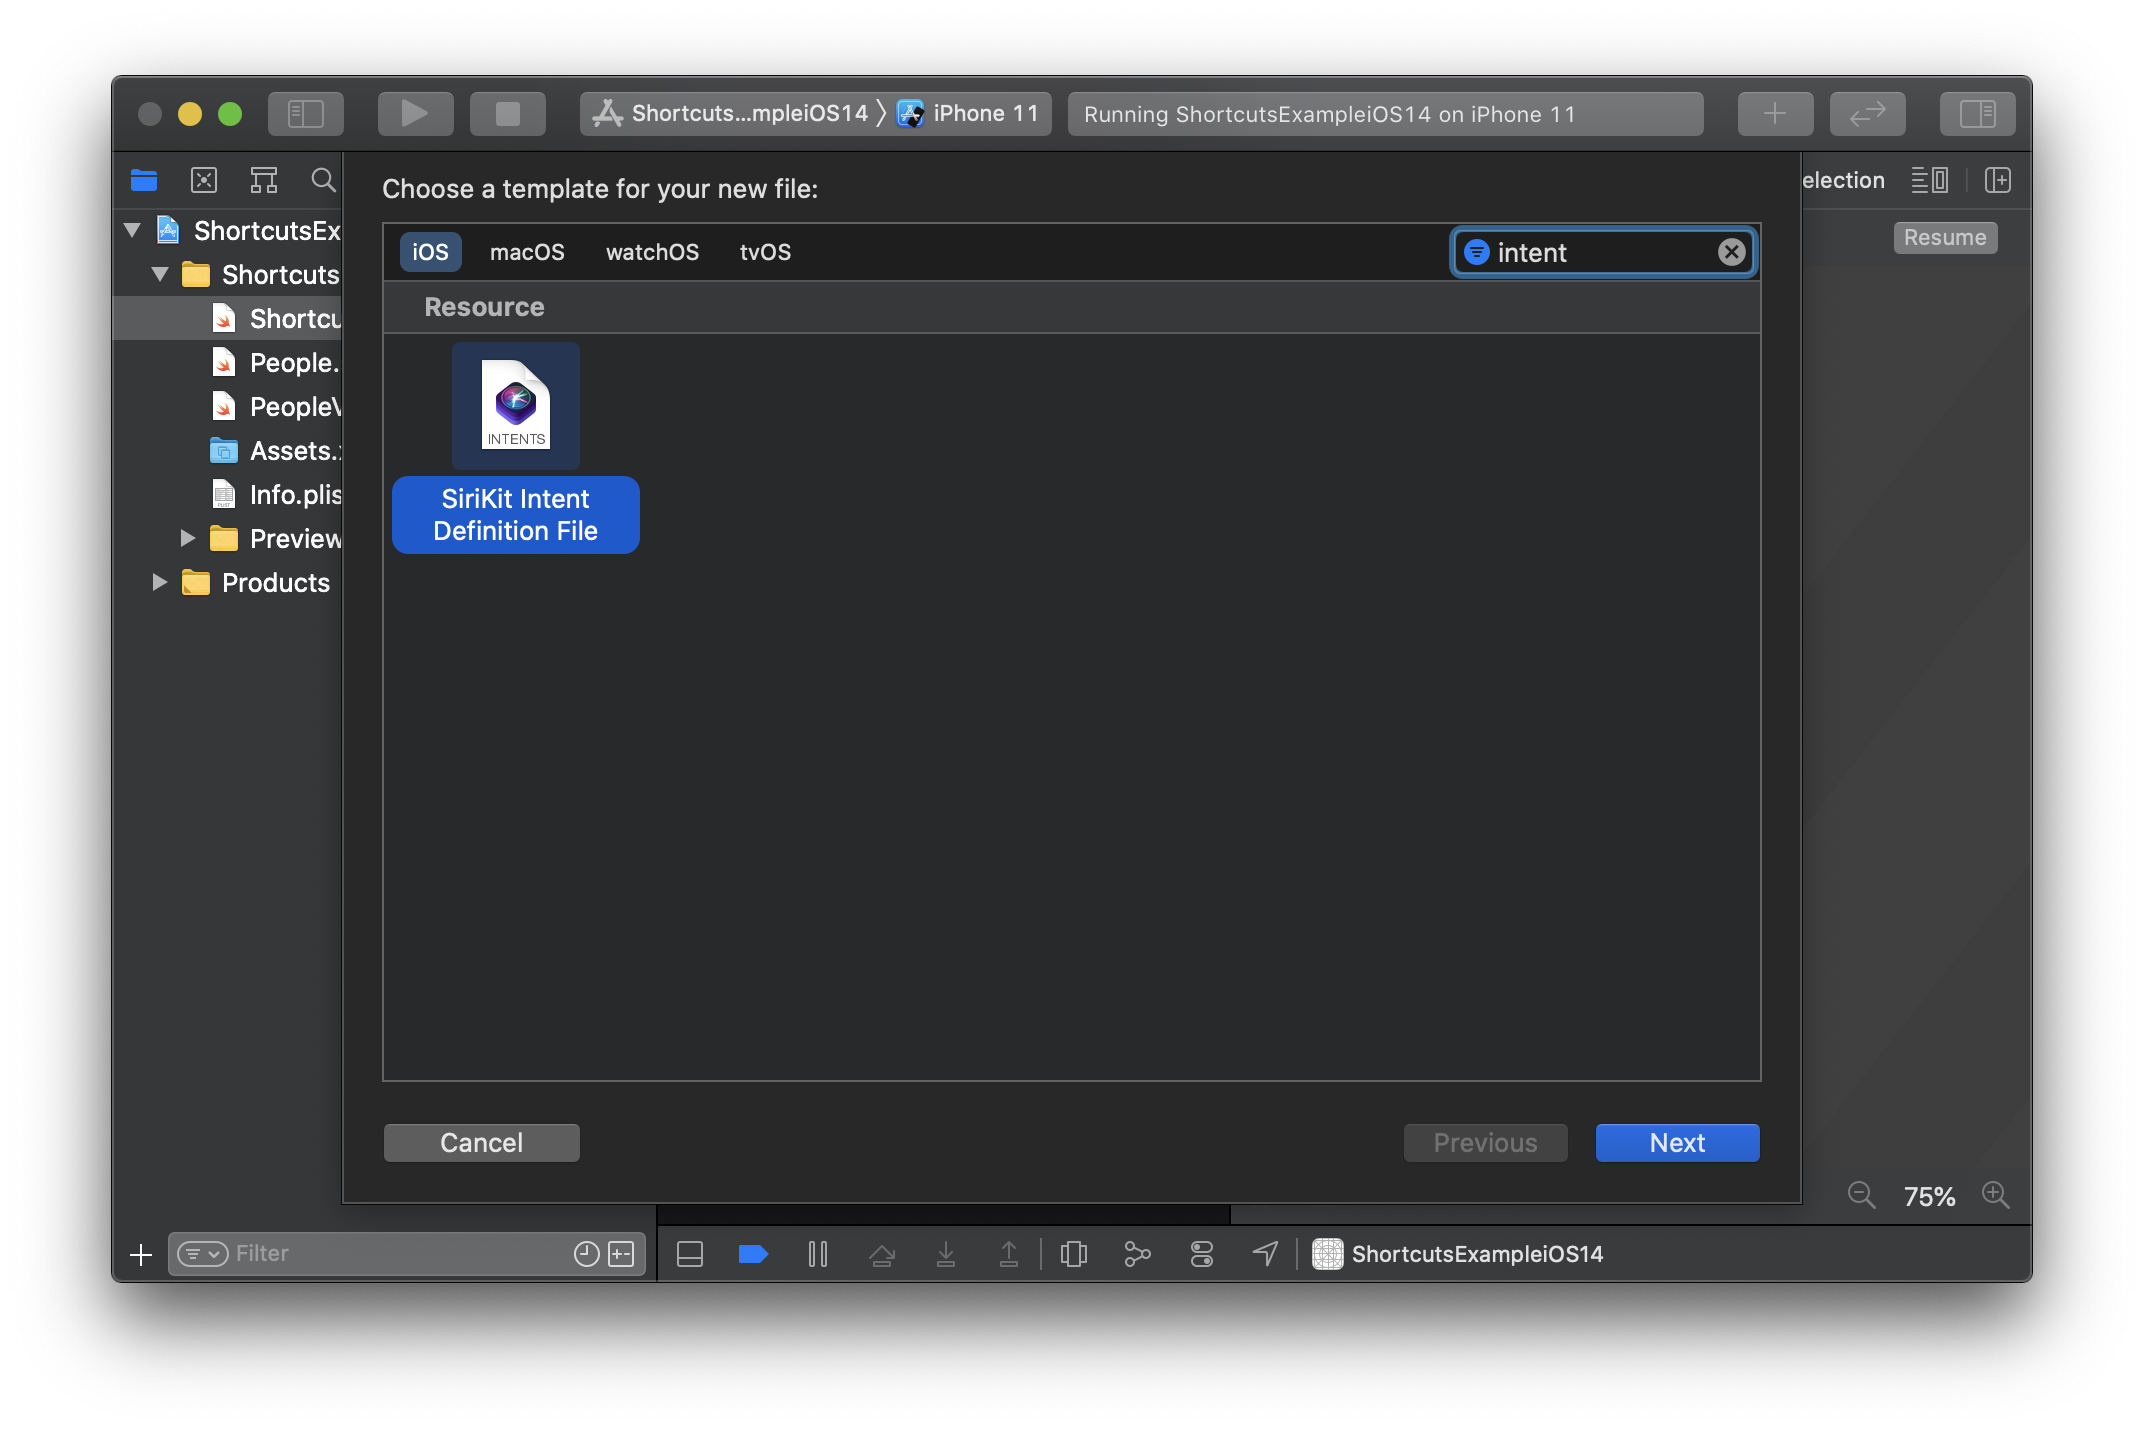 Shortcuts...mpleiOS14 〉 iPhone 11
Running ShortcutsExampleiOS14 on iPhone 11
Choose a template for your new file:
election
ShortcutsEx
Shortcuts
Shortcu
People.
PeopleV
Assets.x
Info.plis
Preview
Products
iOS macOS watchOS tvOS
intent
Resume
Resource
INTENTS
SiriKit Intent
Definition File
Cancel
Previous
Next
75%
Filter
ShortcutsExampleiOS14